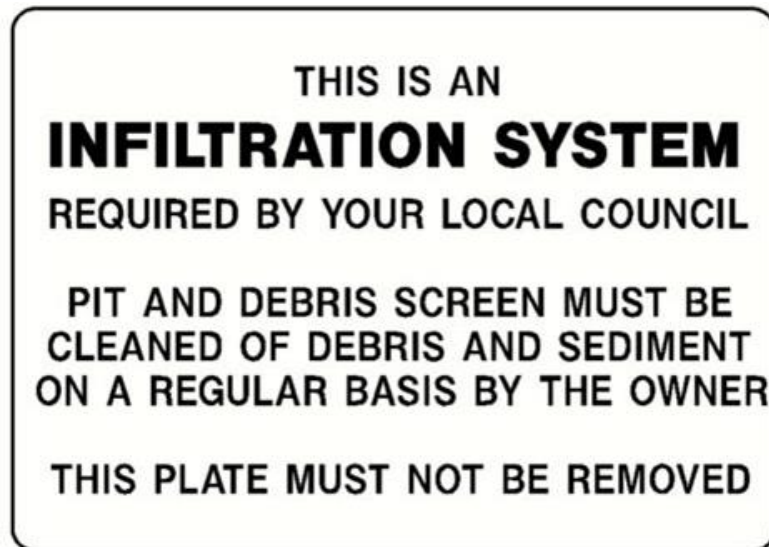 THIS IS AN
INFILTRATION SYSTEM
REQUIRED BY YOUR LOCAL COUNCIL
PIT AND DEBRIS SCREEN MUST BE
CLEANED OF DEBRIS AND SEDIMENT
ON A REGULAR BASIS BY THE OWNER
THIS PLATE MUST NOT BE REMOVED